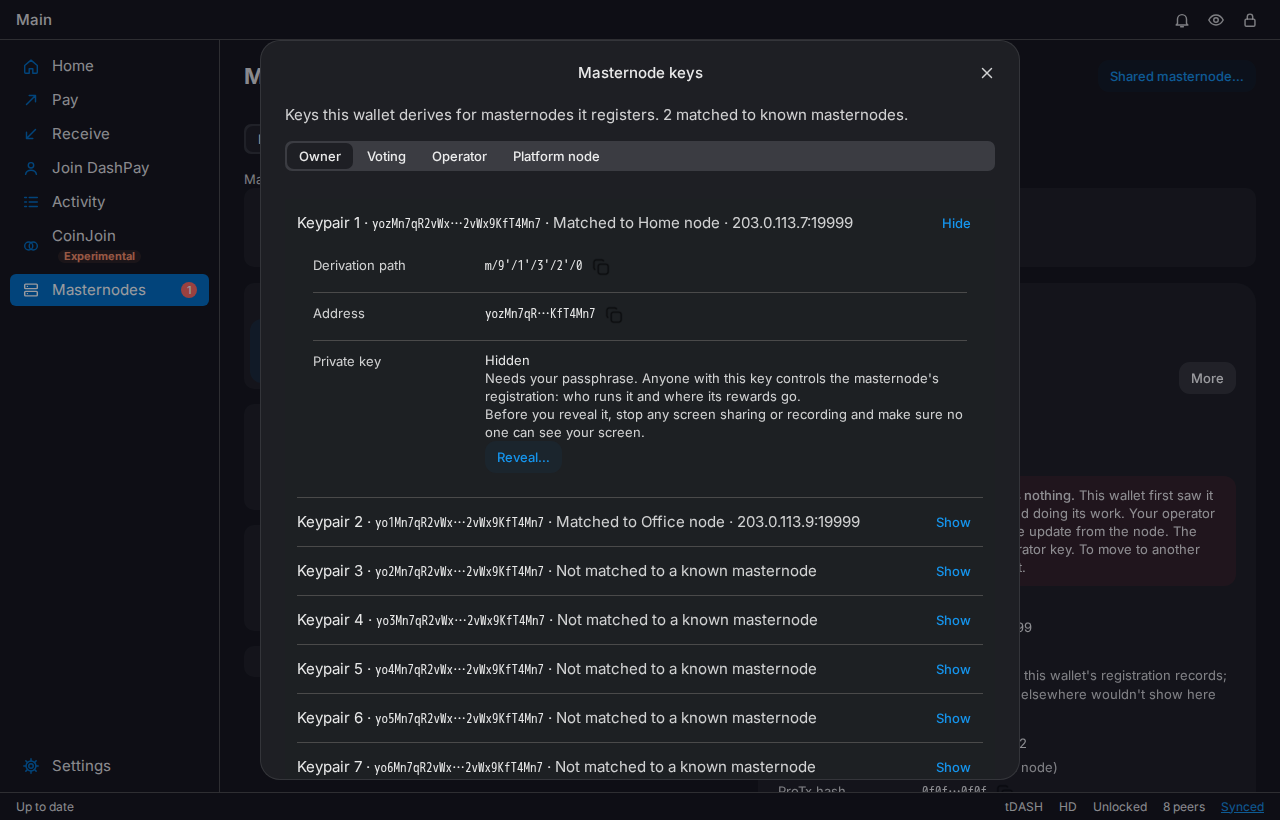 Main
Home
Pay
Receive
Join DashPay
Activity
CoinJoin
Experimental
Masternodes
1
Settings
Shared masternode...
Masternode keys
Keys this wallet derives for masternodes it registers. 2 matched to known masternodes.
Owner Voting Operator Platform node
Keypair 1 · yozMn7qR2vWx···2vWx9KfT4Mn7 · Matched to Home node · 203.0.113.7:19999 Hide
Derivation path m/9'/1'/3'/2'/0
Address yozMn7qR···KfT4Mn7
Private key Hidden
Needs your passphrase. Anyone with this key controls the masternode's
registration: who runs it and where its rewards go.
Before you reveal it, stop any screen sharing or recording and make sure no
one can see your screen.
Reveal...
Keypair 2 · yo1Mn7qR2vWx···2vWx9KfT4Mn7 · Matched to Office node · 203.0.113.9:19999 Show
Keypair 3 · yo2Mn7qR2vWx···2vWx9KfT4Mn7 · Not matched to a known masternode Show
Keypair 4 · yo3Mn7qR2vWx···2vWx9KfT4Mn7 · Not matched to a known masternode Show
Keypair 5 · yo4Mn7qR2vWx···2vWx9KfT4Mn7 · Not matched to a known masternode Show
Keypair 6 · yo5Mn7qR2vWx···2vWx9KfT4Mn7 · Not matched to a known masternode Show
Keypair 7 · yo6Mn7qR2vWx···2vWx9KfT4Mn7 · Not matched to a known masternode Show
More
nothing. This wallet first saw it
d doing its work. Your operator
update from the node. The
rator key. To move to another
t.
99
this wallet's registration records;
elsewhere wouldn't show here
2
node)
ProTx hash 0f0f···0f0f
Up to date
tDASH HD Unlocked 8 peers Synced